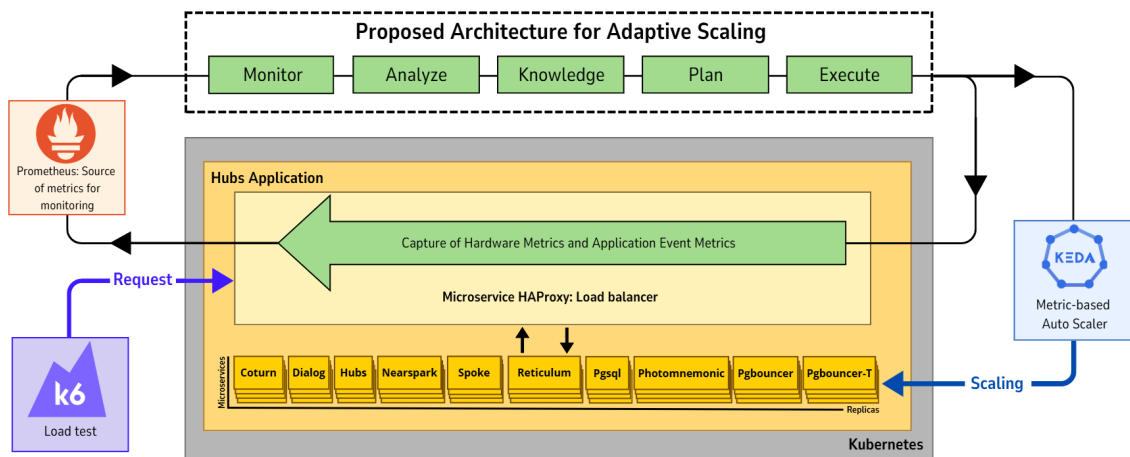 Proposed Architecture for Adaptive Scaling
Monitor
Analyze
Knowledge
Plan
Execute
Prometheus: Source
of metrics for
monitoring
Hubs Application
Capture of Hardware Metrics and Application Event Metrics
Microservice HAProxy: Load balancer
Request
k6
Load test
KEDA
Metric-based
Auto Scaler
Scaling
Microservices
Coturn
Dialog
Hubs
Nearspark
Spoke
Reticulum
Pgsql
Photomnemonic
Pgbouncer
Pgbouncer-T
Replicas
Kubernetes